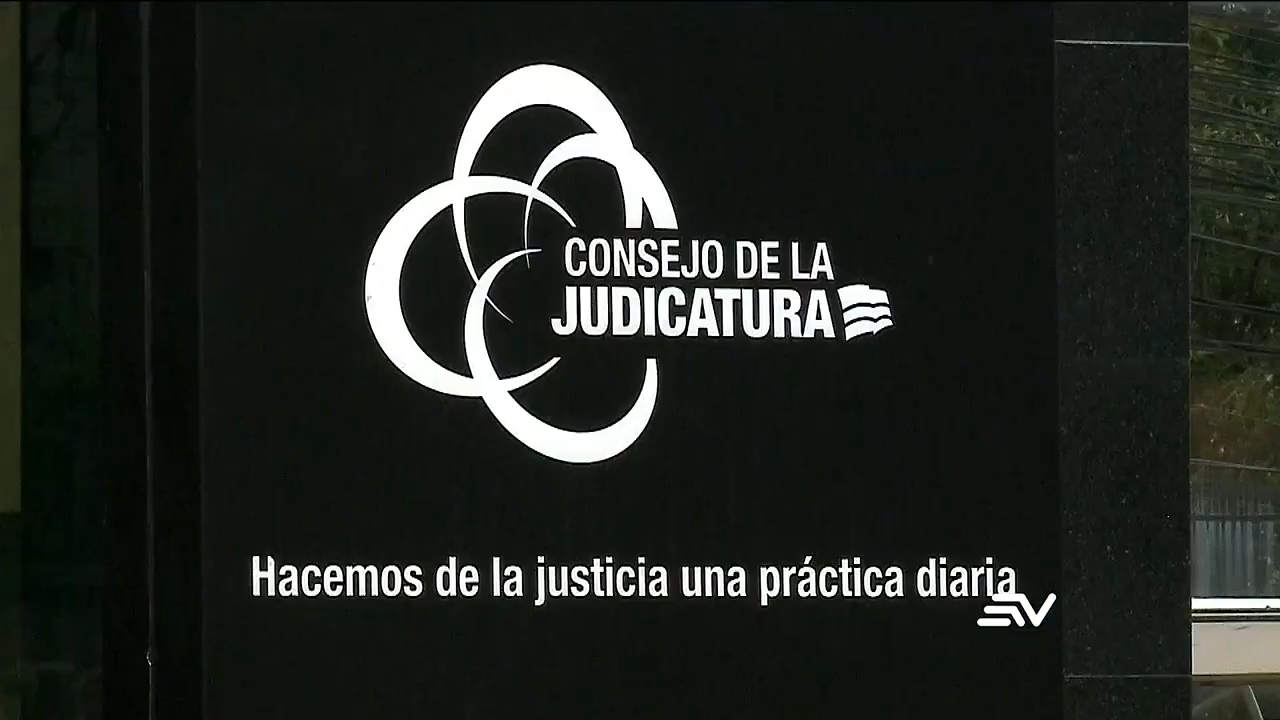 CONSEJO DE LA
JUDICATURA
Hacemos de la justicia una práctica diaria